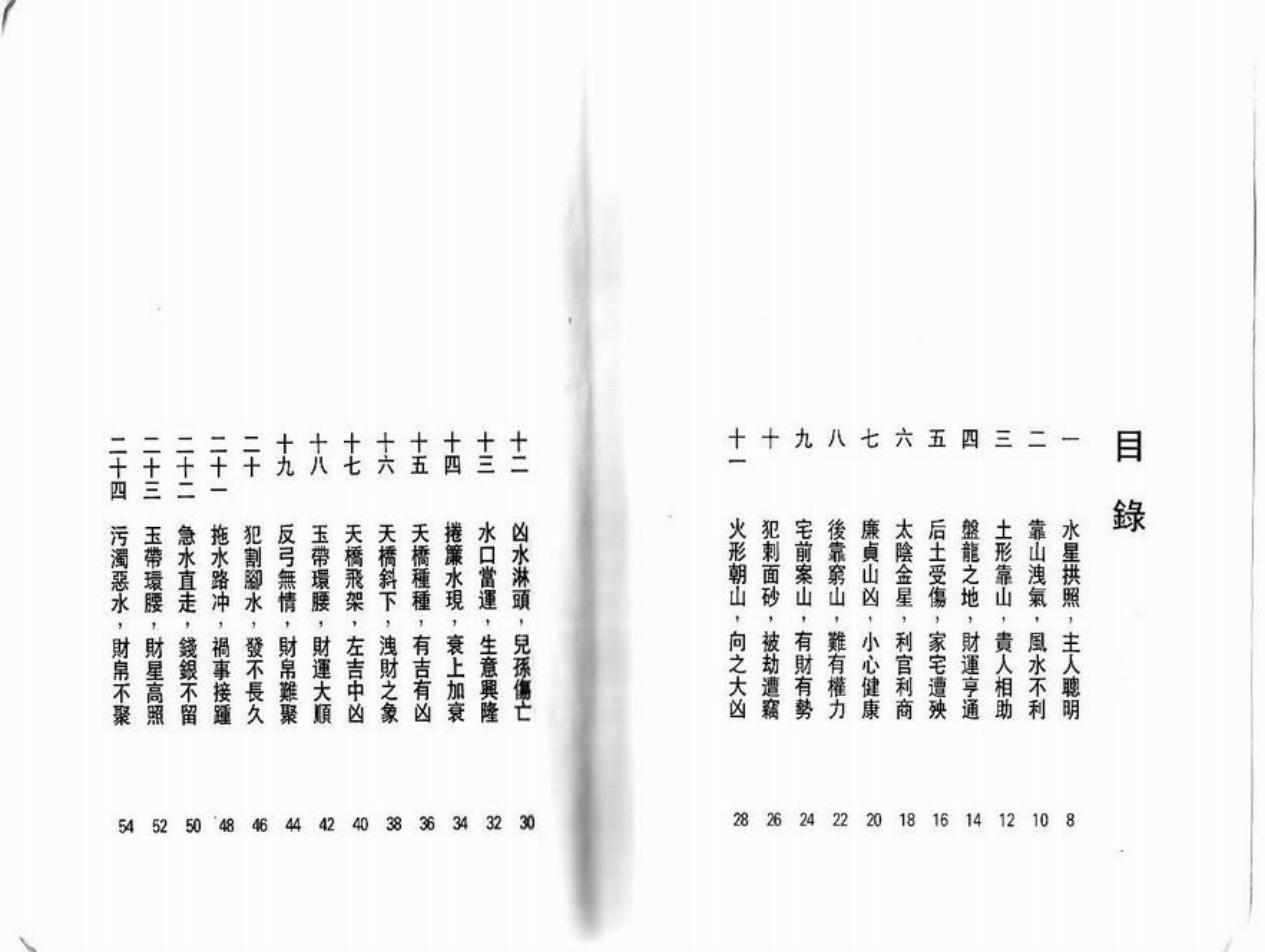 目錄
一 水星拱照，主人聰明 8
二 靠山洩氣，風水不利 10
三 土形靠山，貴人相助 12
四 盤龍之地，財運亨通 14
五 后土受傷，家宅遭殃 16
六 太陰金星，利官利商 18
七 廉貞山凶，小心健康 20
八 後靠窮山，難有權力 22
九 宅前案山，有財有勢 24
十 犯刺面砂，被劫遭竊 26
十一 火形朝山，向之大凶 28
十二 凶水淋頭，兒孫傷亡 30
十三 水口當運，生意興隆 32
十四 捲簾水現，衰上加衰 34
十五 天橋種種，有吉有凶 36
十六 天橋斜下，洩財之象 38
十七 天橋飛架，左吉中凶 40
十八 玉帶環腰，財運大順 42
十九 反弓無情，財帛難聚 44
二十 犯割腳水，發不長久 46
二十一 拖水路冲，禍事接踵 48
二十二 急水直走，錢銀不留 50
二十三 玉帶環腰，財星高照 52
二十四 污濁惡水，財帛不聚 54